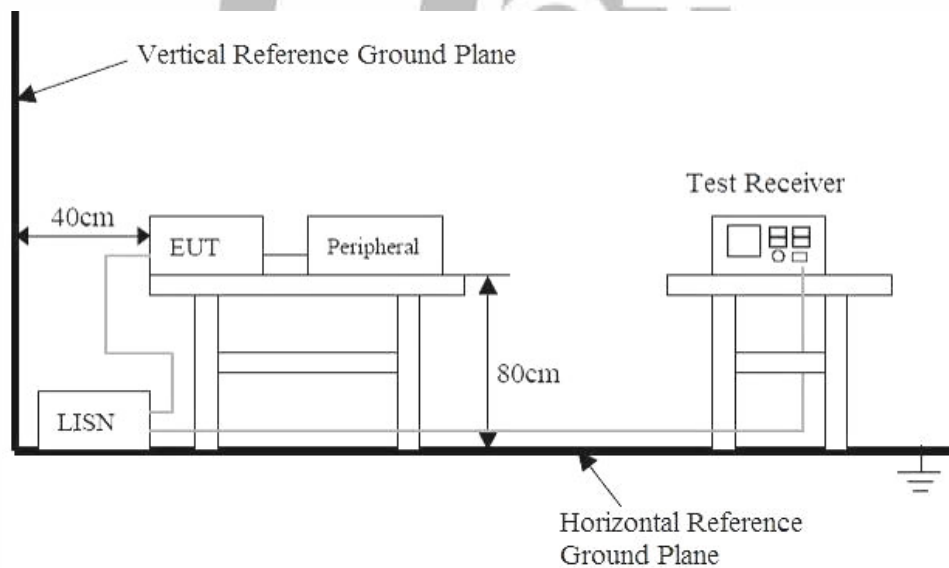 Vertical Reference Ground Plane
Test Receiver
40cm
EUT
Peripheral
80cm
LISN
Horizontal Reference
Ground Plane